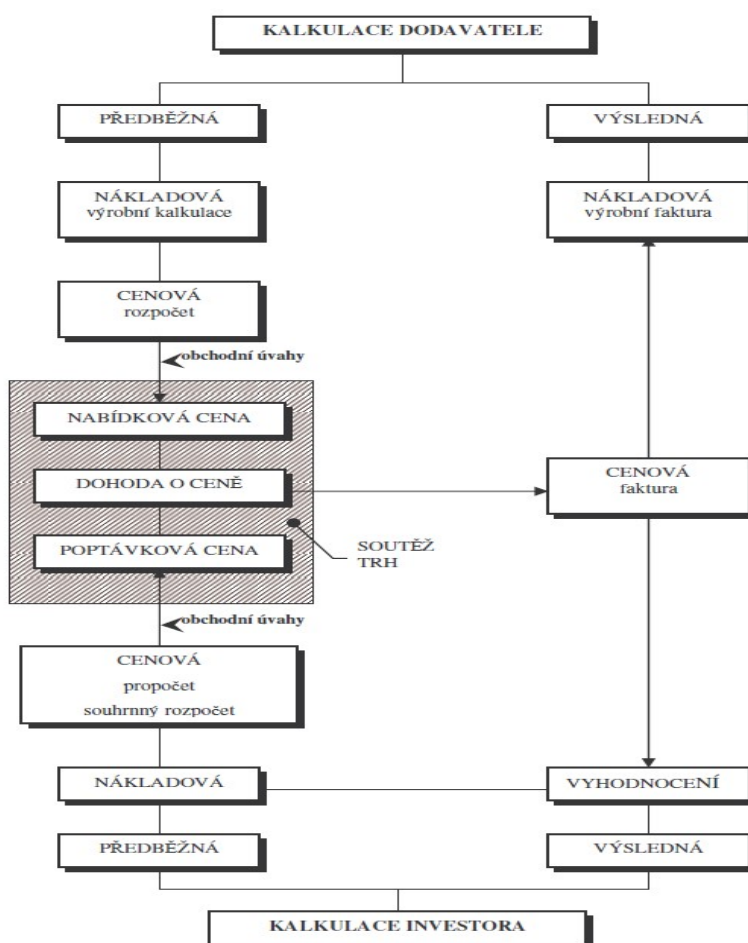 KALKULACE DODAVATELE
PŘEDBĚŽNÁ
VÝSLEDNÁ
NÁKLADOVÁ
výrobní kalkulace
NÁKLADOVÁ
výrobní faktura
CENOVÁ
rozpočet
obchodní úvahy
NABÍDKOVÁ CENA
DOHODA O CENĚ
CENOVÁ
faktura
POPTÁVKOVÁ CENA
SOUTĚŽ
TRH
obchodní úvahy
CENOVÁ
propočet
souhrnný rozpočet
NÁKLADOVÁ
VYHODNOCENÍ
PŘEDBĚŽNÁ
VÝSLEDNÁ
KALKULACE INVESTORA